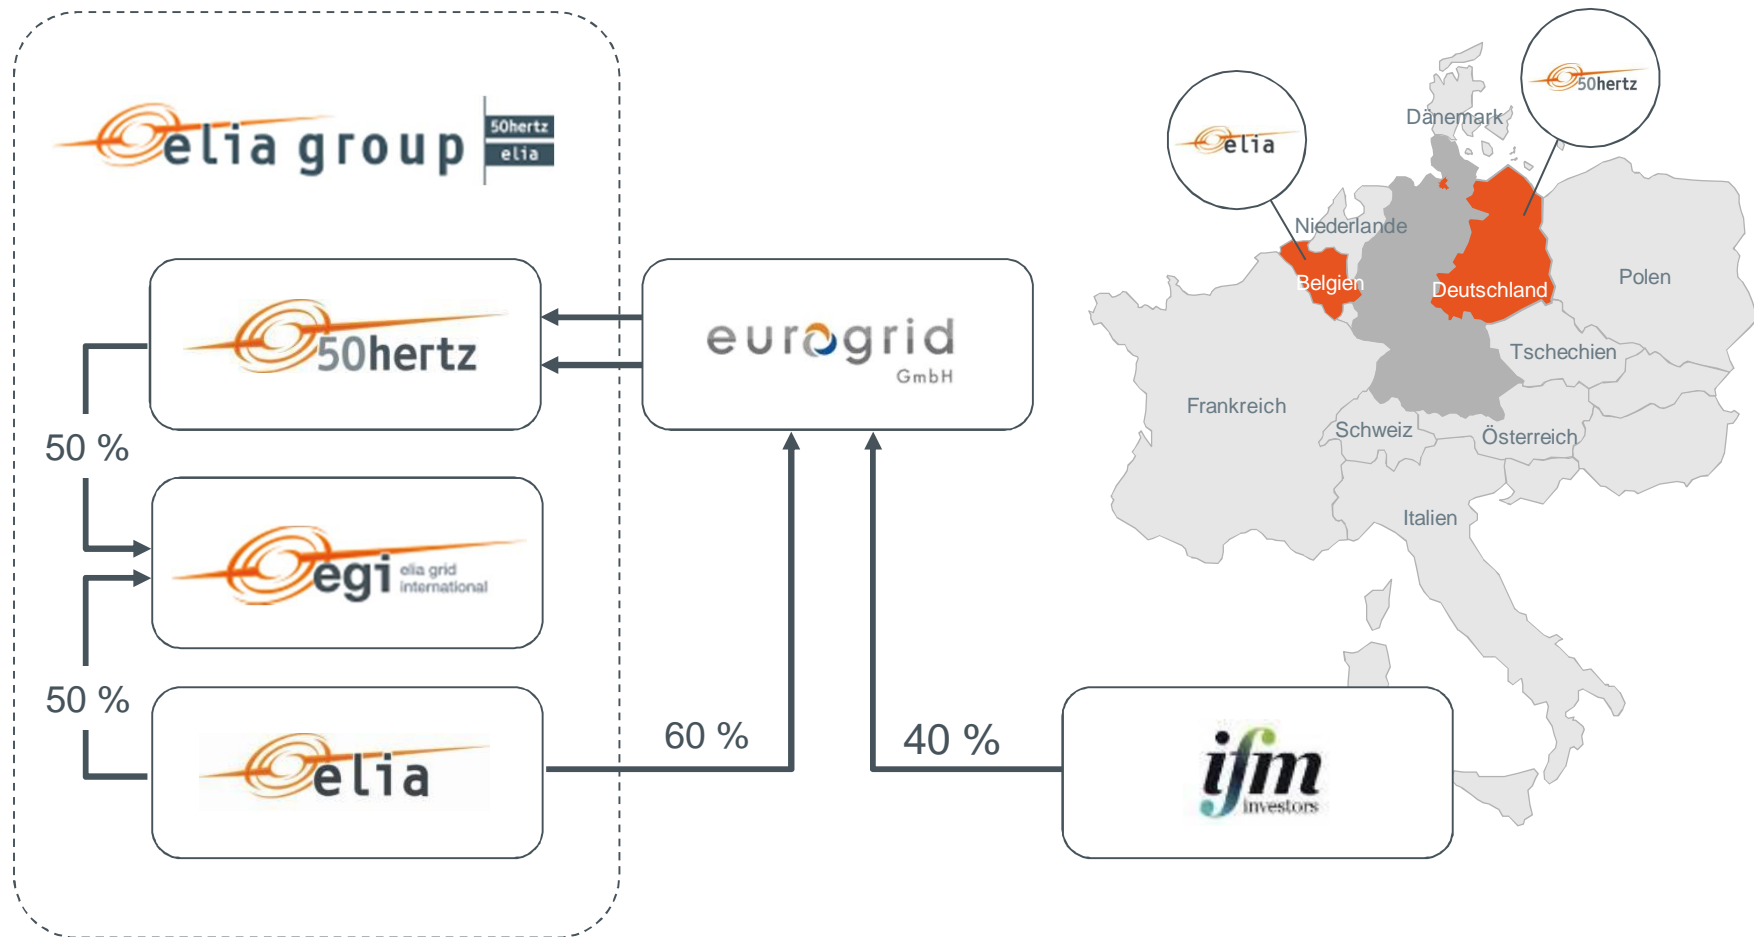 elia group
50hertz
elia
50hertz
eurogrid
GmbH
50 %
egi
elia grid
international
50 %
elia
60 %
40 %
ifm
investors
elia
50hertz
Dänemark
Niederlande
Belgien
Deutschland
Polen
Tschechien
Frankreich
Schweiz
Österreich
Italien